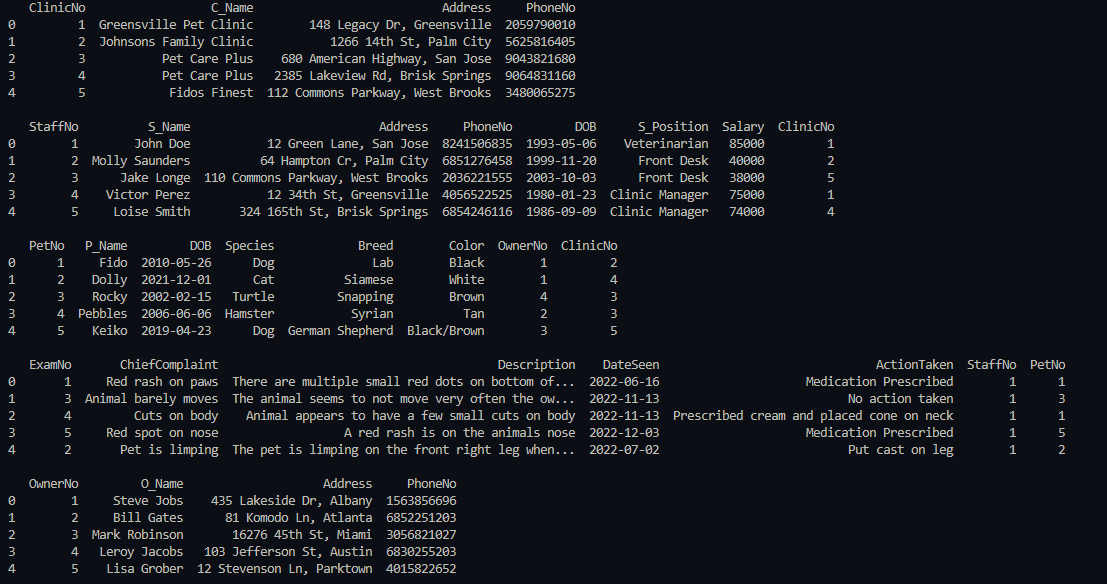 ClinicNo C_Name Address PhoneNo
0 1 Greensville Pet Clinic 148 Legacy Dr, Greensville 2059790010
1 2 Johnsons Family Clinic 1266 14th St, Palm City 5625816405
2 3 Pet Care Plus 680 American Highway, San Jose 9043821680
3 4 Pet Care Plus 2385 Lakeview Rd, Brisk Springs 9064831160
4 5 Fidos Finest 112 Commons Parkway, West Brooks 3480065275
StaffNo S_Name Address PhoneNo DOB S_Position Salary ClinicNo
0 1 John Doe 12 Green Lane, San Jose 8241506835 1993-05-06 Veterinarian 85000 1
1 2 Molly Saunders 64 Hampton Cr, Palm City 6851276458 1999-11-20 Front Desk 40000 2
2 3 Jake Longe 110 Commons Parkway, West Brooks 2036221555 2003-10-03 Front Desk 38000 5
3 4 Victor Perez 12 34th St, Greensville 4056522525 1980-01-23 Clinic Manager 75000 1
4 5 Loise Smith 324 165th St, Brisk Springs 6854246116 1986-09-09 Clinic Manager 74000 4
PetNo P_Name DOB Species Breed Color OwnerNo ClinicNo
0 1 Fido 2010-05-26 Dog Lab Black 1 2
1 2 Dolly 2021-12-01 Cat Siamese White 1 4
2 3 Rocky 2002-02-15 Turtle Snapping Brown 4 3
3 4 Pebbles 2006-06-06 Hamster Syrian Tan 2 3
4 5 Keiko 2019-04-23 Dog German Shepherd Black/Brown 3 5
ExamNo ChiefComplaint Description DateSeen ActionTaken StaffNo PetNo
0 1 Red rash on paws There are multiple small red dots on bottom of... 2022-06-16 Medication Prescribed 1 1
1 3 Animal barely moves The animal seems to not move very often the ow... 2022-11-13 No action taken 1 3
2 4 Cuts on body Animal appears to have a few small cuts on body 2022-11-13 Prescribed cream and placed cone on neck 1 1
3 5 Red spot on nose A red rash is on the animals nose 2022-12-03 Medication Prescribed 1 5
4 2 Pet is limping The pet is limping on the front right leg when... 2022-07-02 Put cast on leg 1 2
OwnerNo O_Name Address PhoneNo
0 1 Steve Jobs 435 Lakeside Dr, Albany 1563856696
1 2 Bill Gates 81 Komodo Ln, Atlanta 6852251203
2 3 Mark Robinson 16276 45th St, Miami 3056821027
3 4 Leroy Jacobs 103 Jefferson St, Austin 6830255203
4 5 Lisa Grober 12 Stevenson Ln, Parktown 4015822652